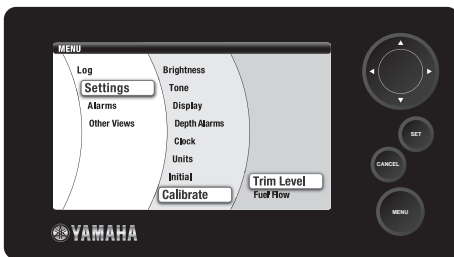 MENU
Log
Settings
Alarms
Other Views
Brightness
Tone
Display
Depth Alarms
Clock
Units
Initial
Calibrate
Trim Level
Fuel Flow
SET
CANCEL
MENU
YAMAHA